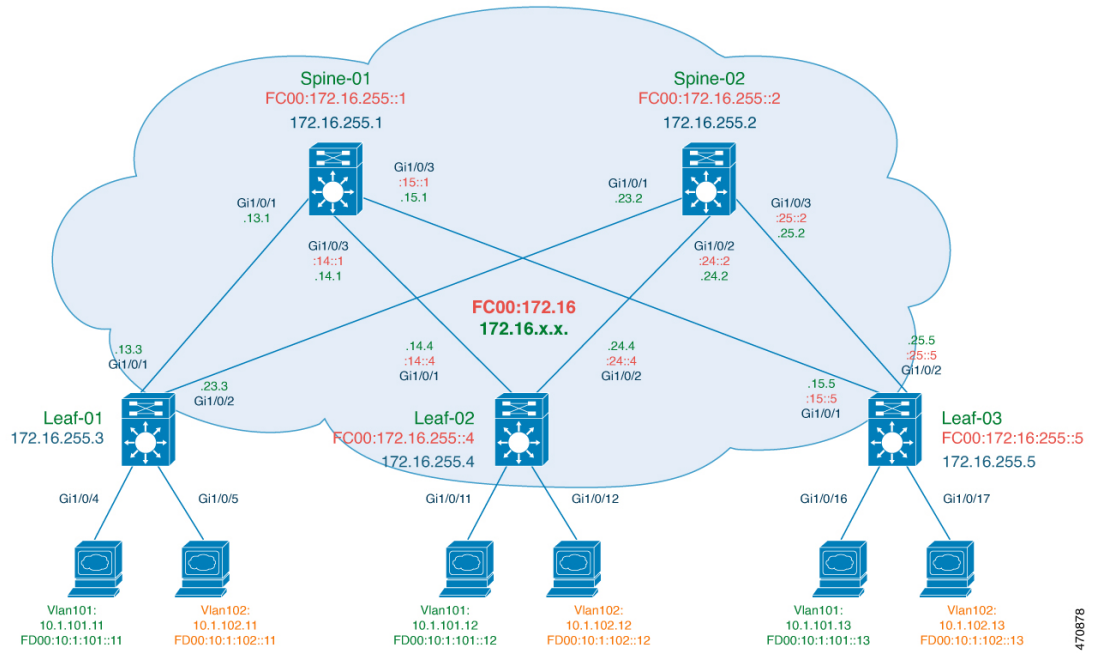 Spine-01
FC00:172.16.255::1
172.16.255.1
Spine-02
FC00:172.16.255::2
172.16.255.2
Gi1/0/1
.13.1
Gi1/0/3
:15::1
.15.1
Gi1/0/3
:14::1
.14.1
Gi1/0/1
.23.2
Gi1/0/3
:25::2
.25.2
Gi1/0/2
:24::2
.24.2
FC00:172.16
172.16.x.x.
.13.3
Gi1/0/1
.23.3
Gi1/0/2
.14.4
:14::4
Gi1/0/1
.24.4
:24::4
Gi1/0/2
.15.5
:15::5
Gi1/0/1
.25.5
:25::5
Gi1/0/2
Leaf-01
172.16.255.3
Leaf-02
FC00:172.16.255::4
172.16.255.4
Leaf-03
FC00:172:16:255::5
172.16.255.5
Gi1/0/4
Gi1/0/5
Gi1/0/11
Gi1/0/12
Gi1/0/16
Gi1/0/17
Vlan101:
10.1.101.11
FD00:10:1:101::11
Vlan102:
10.1.102.11
FD00:10:1:102::11
Vlan101:
10.1.101.12
FD00:10:1:101::12
Vlan102:
10.1.102.12
FD00:10:1:102::12
Vlan101:
10.1.101.13
FD00:10:1:101::13
Vlan102:
10.1.102.13
FD00:10:1:102::13
470878